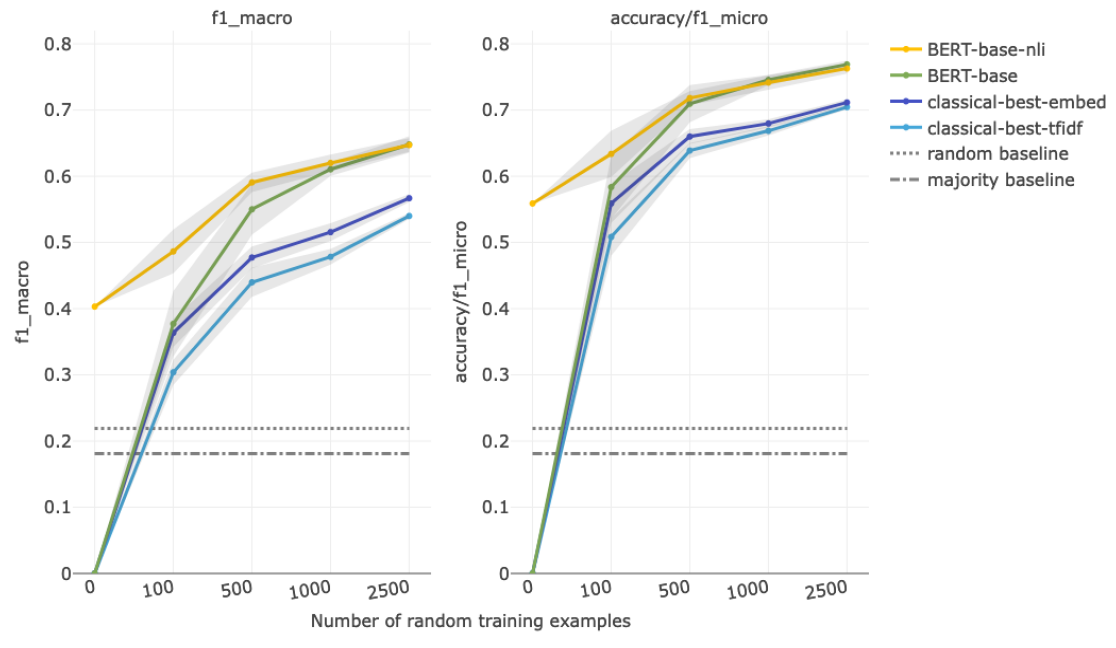 f1_macro
accuracy/f1_micro
0.8
0.7
0.6
0.5
0.4
0.3
0.2
0.1
0
f1_macro
0
100
500
1000
2500
0.8
0.7
0.6
0.5
0.4
0.3
0.2
0.1
0
accuracy/f1_micro
0
100
500
1000
2500
Number of random training examples
BERT-base-nli
BERT-base
classical-best-embed
classical-best-tfidf
random baseline
majority baseline